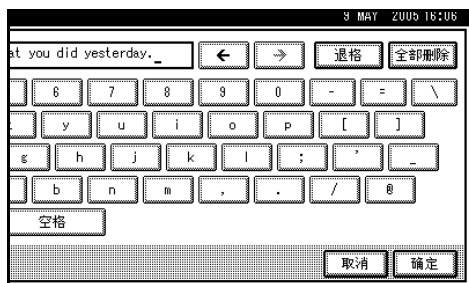 9 MAY 2005 16:06
at you did yesterday._ ← → 退格 全部删除
6 7 8 9 0 - = \
y u i o p [ ]
g h j k l ; ' _
b n m , . / @
空格
取消 确定